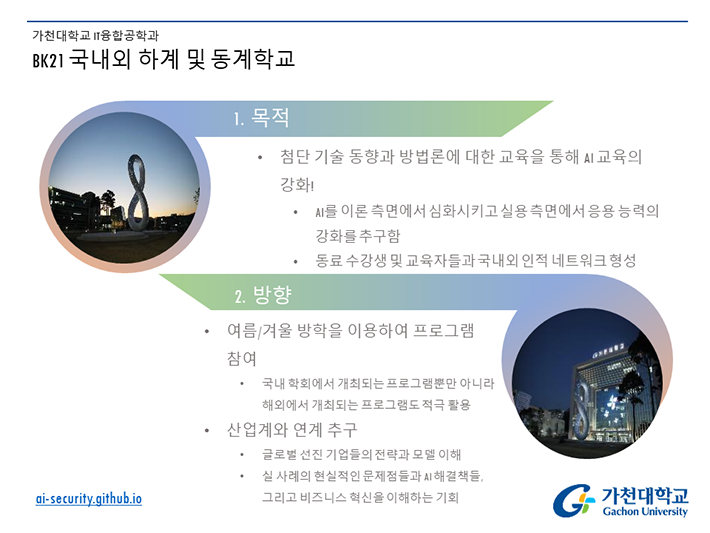 가천대학교 IT융합공학과
BK21 국내외 하계 및 동계학교
1. 목적
• 첨단 기술 동향과 방법론에 대한 교육을 통해 AI 교육의
강화!
• AI를 이론 측면에서 심화시키고 실용 측면에서 응용 능력의
강화를 추구함
• 동료 수강생 및 교육자들과 국내외 인적 네트워크 형성
2. 방향
• 여름/겨울 방학을 이용하여 프로그램
참여
• 국내 학회에서 개최되는 프로그램뿐만 아니라
해외에서 개최되는 프로그램도 적극 활용
• 산업계와 연계 추구
• 글로벌 선진 기업들의 전략과 모델 이해
• 실 사례의 현실적인 문제점들과 AI 해결책들,
그리고 비즈니스 혁신을 이해하는 기회
가천대학교
ai-security.github.io
가천대학교
Gachon University